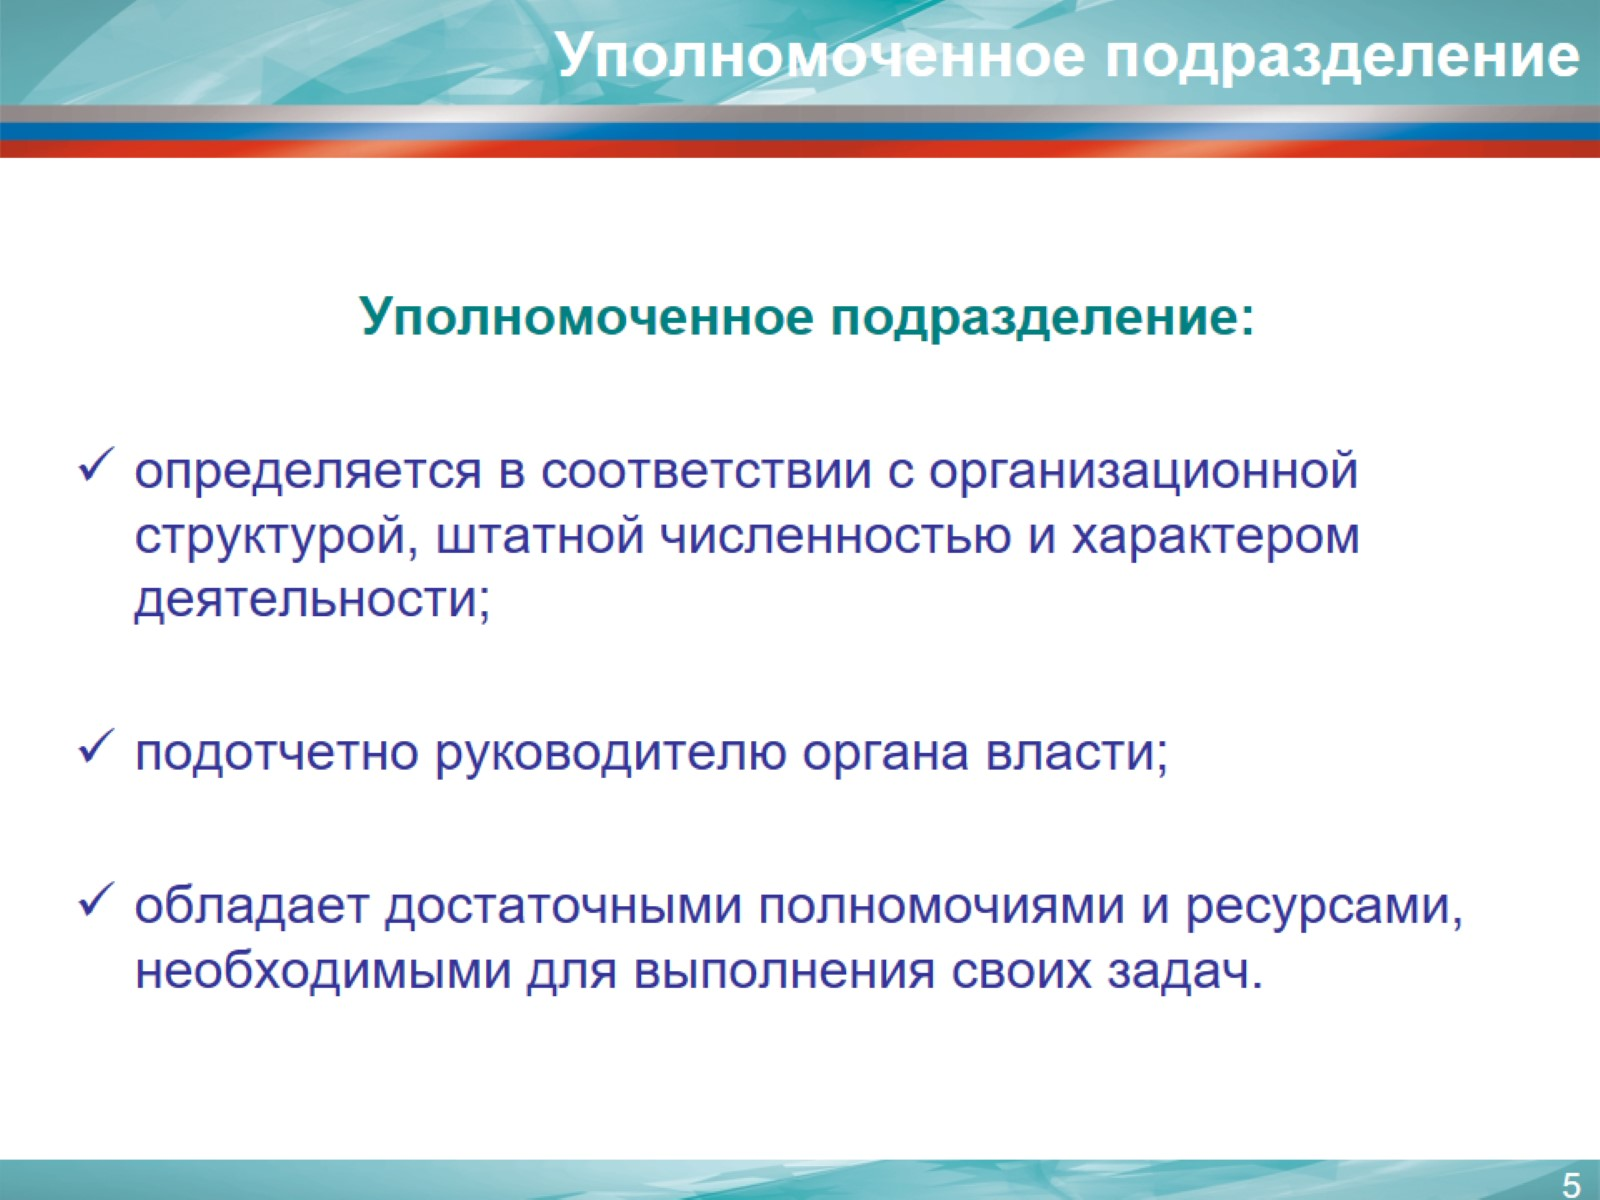 Уполномоченное подразделение
Уполномоченное подразделение:
✓ определяется в соответствии с организационной
структурой, штатной численностью и характером
деятельности;
✓ подотчетно руководителю органа власти;
✓ обладает достаточными полномочиями и ресурсами,
необходимыми для выполнения своих задач.
5